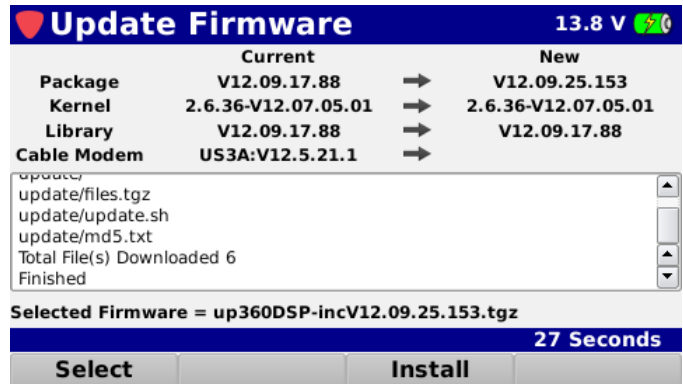 Update Firmware 13.8 V
Current New
Package V12.09.17.88 V12.09.25.153
Kernel 2.6.36-V12.07.05.01 2.6.36-V12.07.05.01
Library V12.09.17.88 V12.09.17.88
Cable Modem US3A:V12.5.21.1
update/
update/files.tgz
update/update.sh
update/md5.txt
Total File(s) Downloaded 6
Finished
Selected Firmware = up360DSP-incV12.09.25.153.tgz
27 Seconds
Select Install